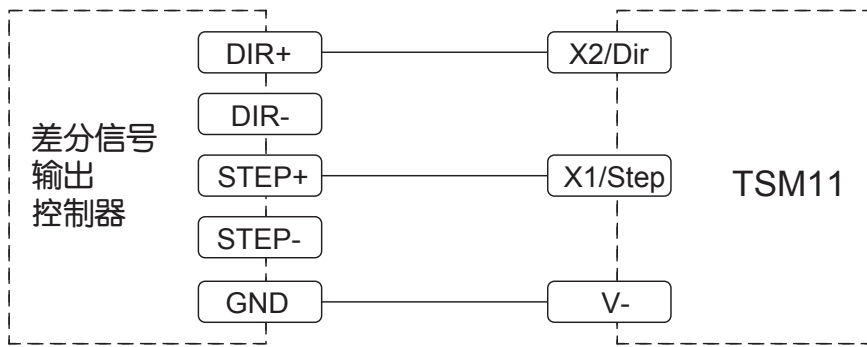 DIR+
X2/Dir
DIR-
差分信号
输出
控制器
STEP+
X1/Step
TSM11
STEP-
GND
V-